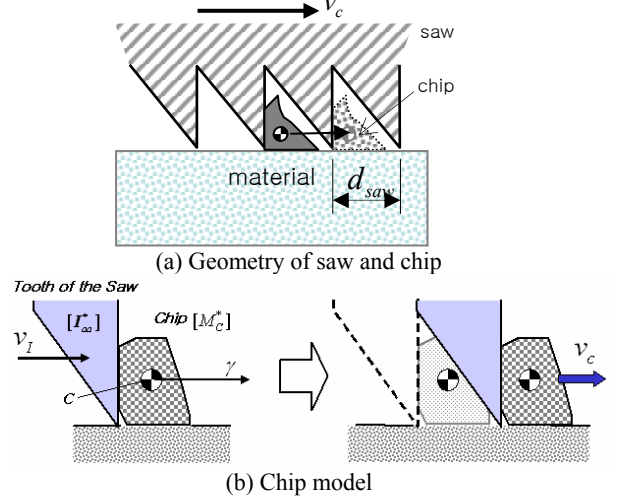 v_c
saw
chip
material
d_saw
(a) Geometry of saw and chip
Tooth of the Saw
[I*_αα]
Chip [M*_C]
v_I
γ
v_c
C
(b) Chip model